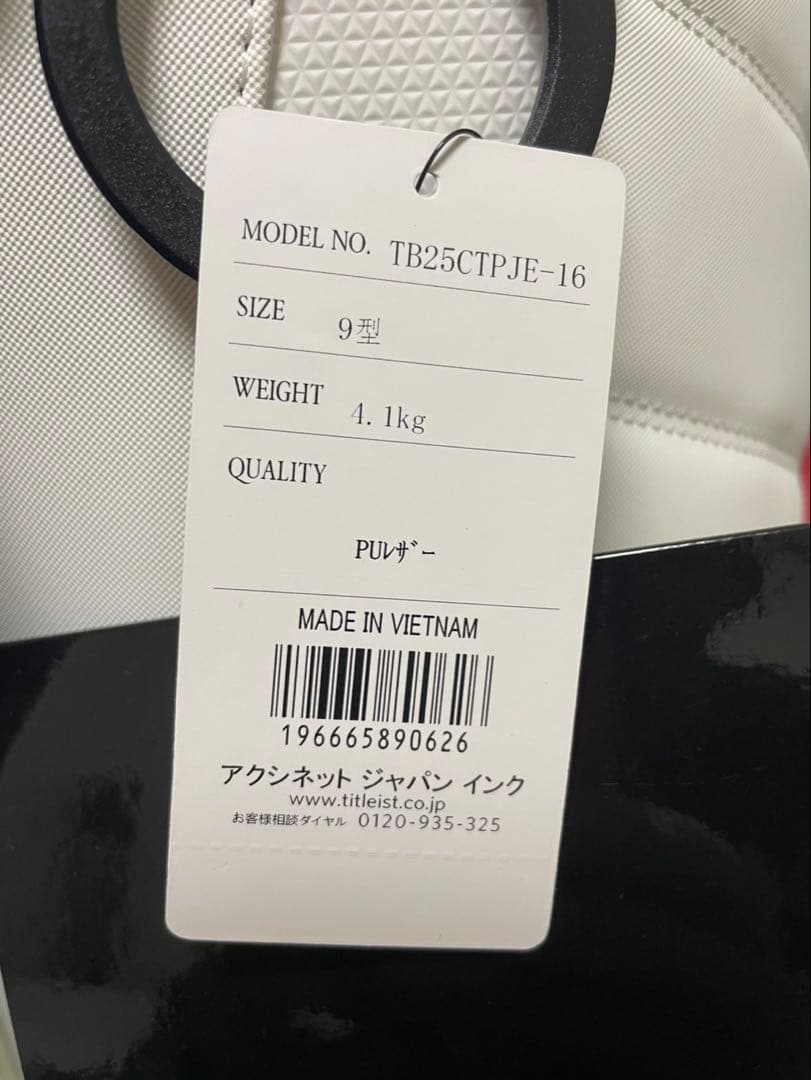 MODEL NO. TB25CTPJE-16
SIZE 9型
WEIGHT 4.1kg
QUALITY
PUﾚｻﾞｰ
MADE IN VIETNAM
196665890626
アクシネット ジャパン インク
www.titleist.co.jp
お客様相談ダイヤル 0120-935-325